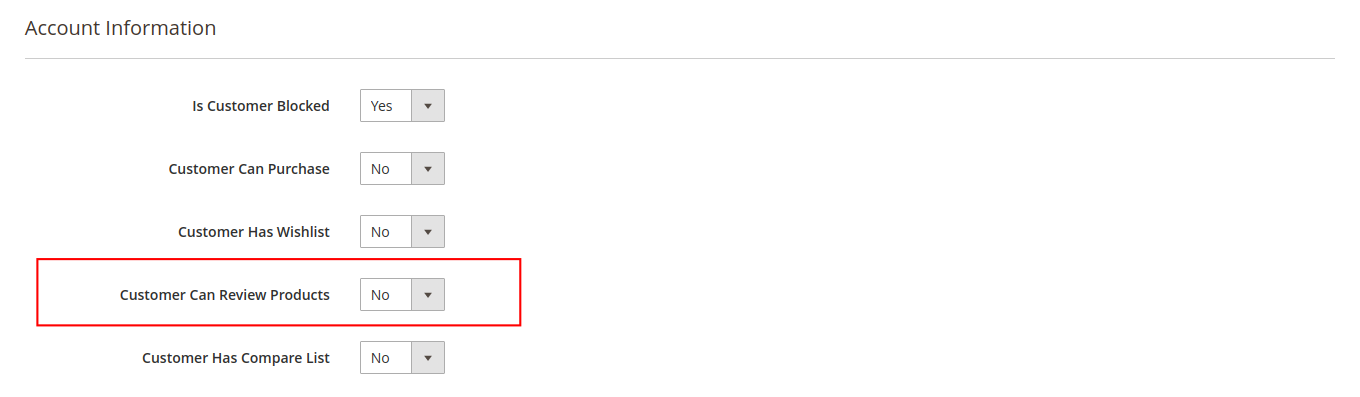 Account Information
Is Customer Blocked Yes
Customer Can Purchase No
Customer Has Wishlist No
Customer Can Review Products No
Customer Has Compare List No